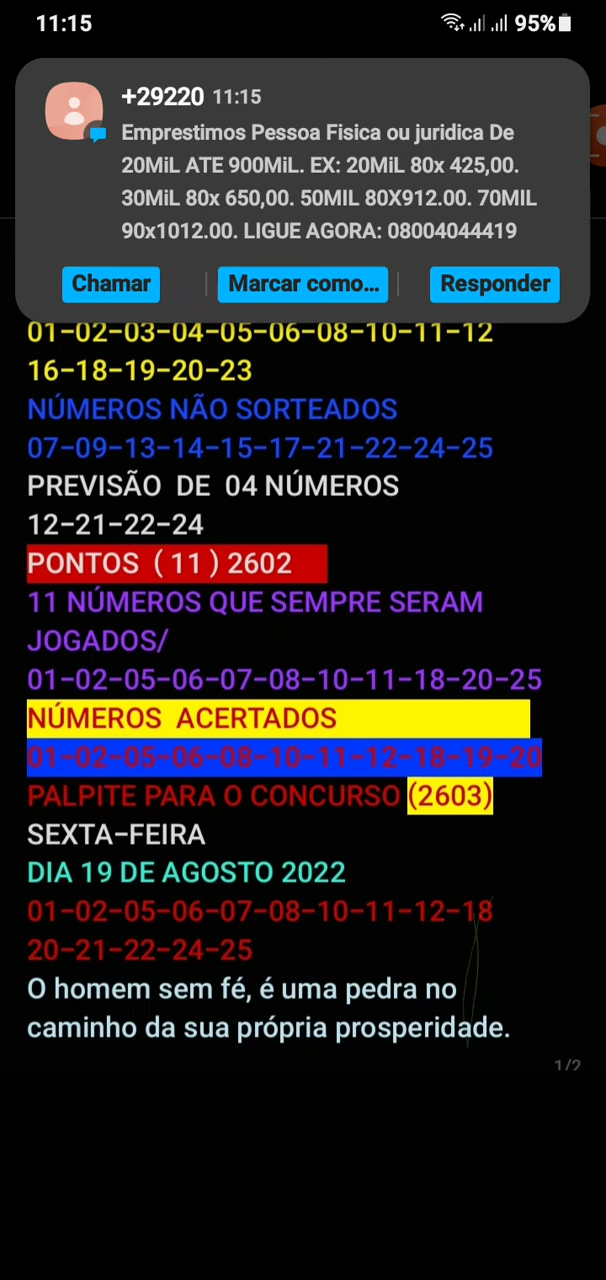 11:15 95%
+29220 11:15
Emprestimos Pessoa Fisica ou juridica De
20MiL ATE 900MiL. EX: 20MiL 80x 425,00.
30MiL 80x 650,00. 50MIL 80X912.00. 70MIL
90x1012.00. LIGUE AGORA: 08004044419
Chamar Marcar como... Responder
01-02-03-04-05-06-08-10-11-12
16-18-19-20-23
NÚMEROS NÃO SORTEADOS
07-09-13-14-15-17-21-22-24-25
PREVISÃO DE 04 NÚMEROS
12-21-22-24
PONTOS ( 11 ) 2602
11 NÚMEROS QUE SEMPRE SERAM
JOGADOS/
01-02-05-06-07-08-10-11-18-20-25
NÚMEROS ACERTADOS
01-02-05-06-08-10-11-12-18-19-20
PALPITE PARA O CONCURSO (2603)
SEXTA-FEIRA
DIA 19 DE AGOSTO 2022
01-02-05-06-07-08-10-11-12-18
20-21-22-24-25
O homem sem fé, é uma pedra no
caminho da sua própria prosperidade.
1/2